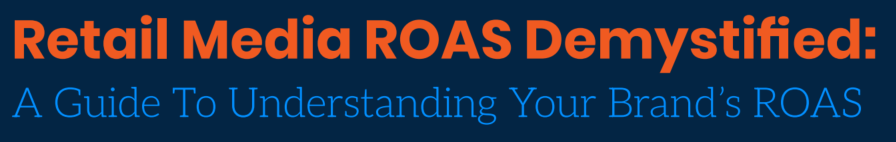 Retail Media ROAS Demystified:
A Guide To Understanding Your Brand’s ROAS